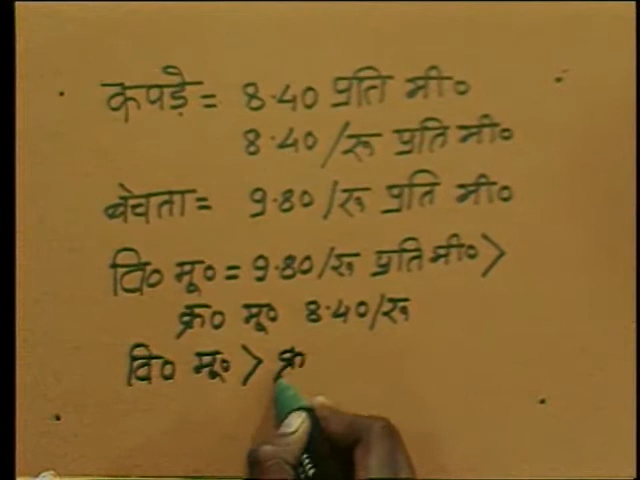 कपड़े = 8.40 प्रति मी०
8.40/रू प्रति मी०
बेचता = 9.80/रू प्रति मी०
वि० मू० = 9.80/रू प्रति मी० >
क्र० मू० 8.40/रू
वि० मू० > क्र